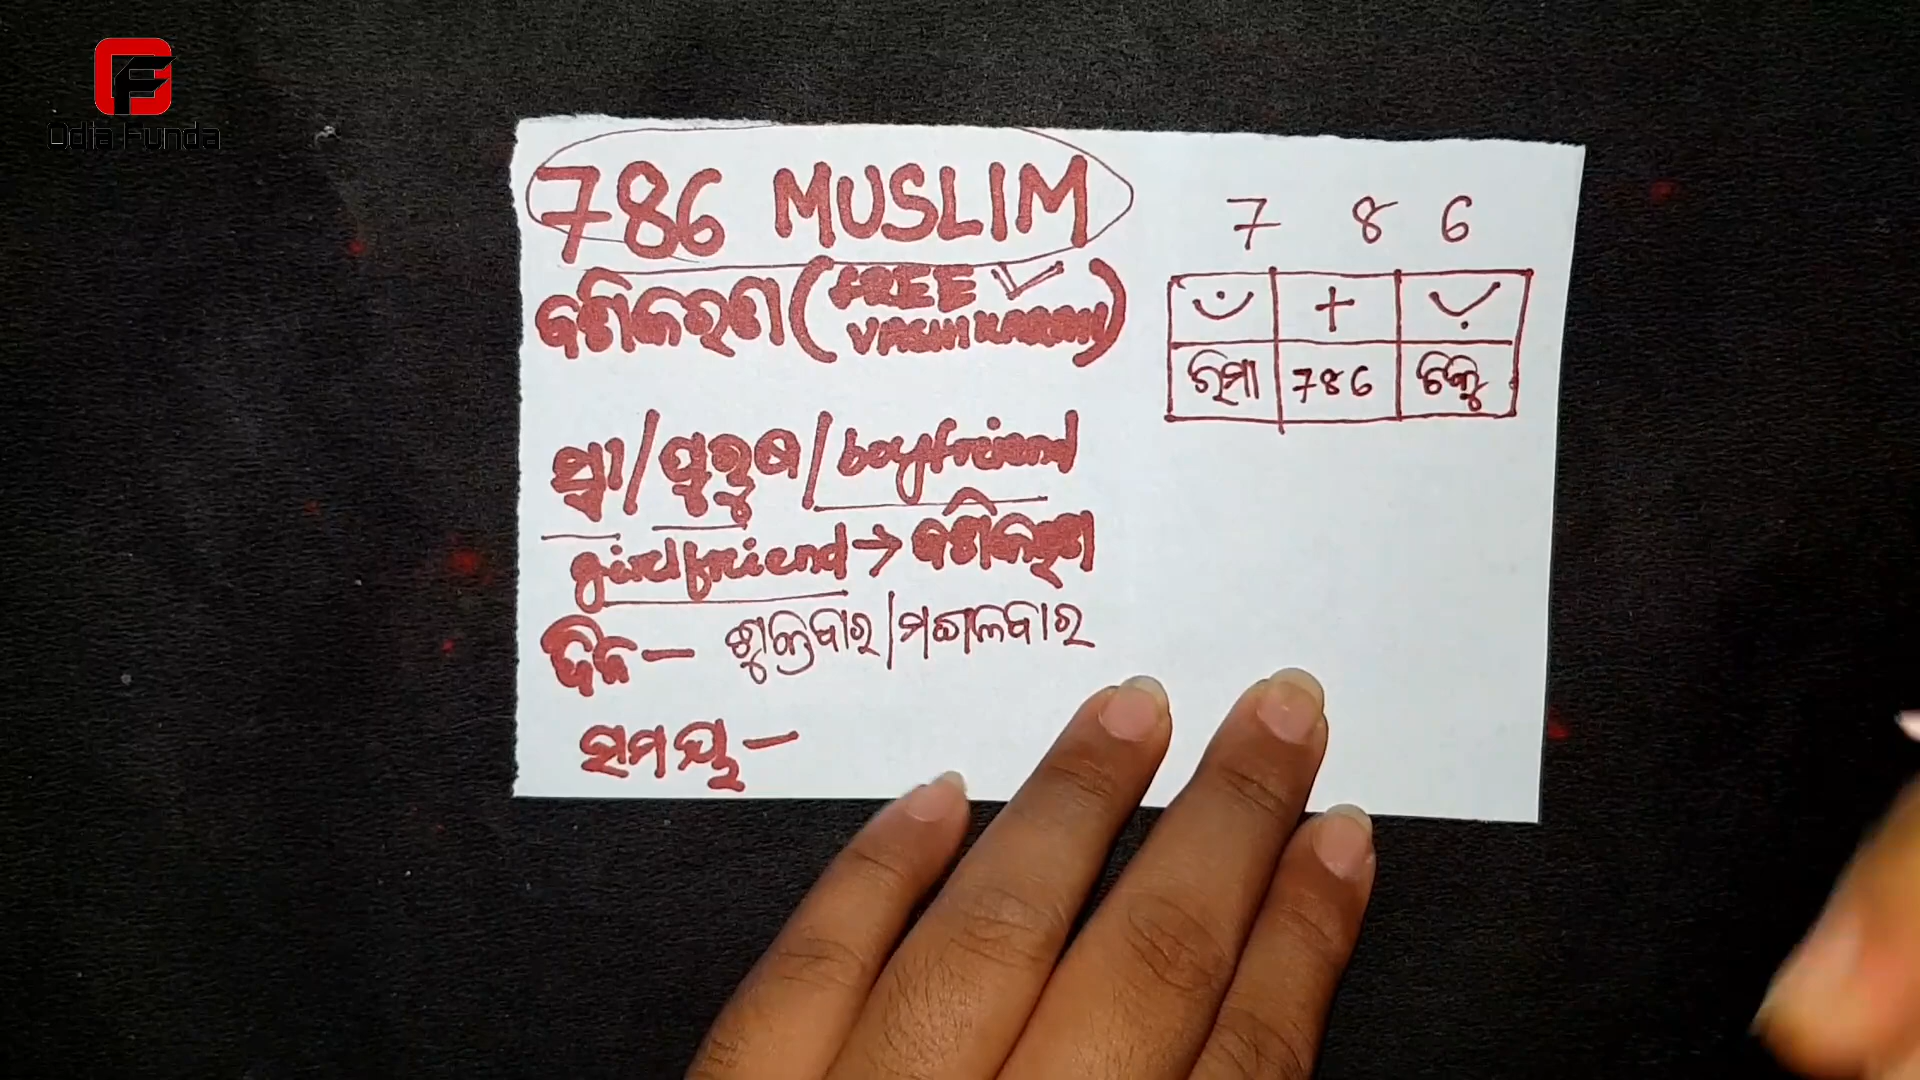 Odia Funda
786 MUSLIM
ବଶିକରଣ (FREE
VASHIKARAN)
ସ୍ତ୍ରୀ/ପୁରୁଷ/boyfriend
girlfriend→ବଶିକରଣ
ଦିନ— ଶୁକ୍ରବାର/ମଙ୍ଗଳବାର
ସମୟ—
7 8 6
+
ରିମା 786 ଟିକୁ